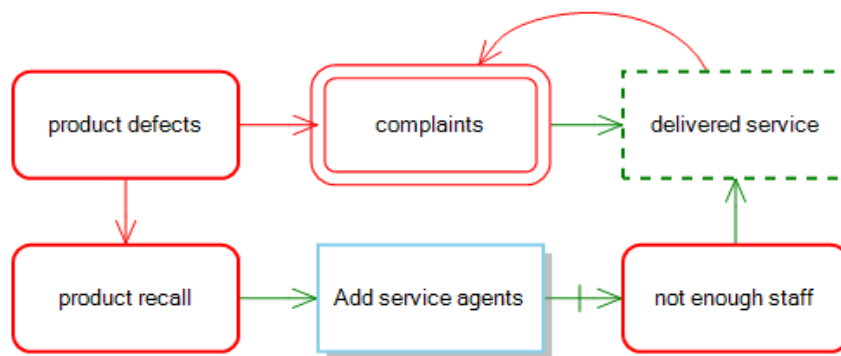 product defects
complaints
delivered service
product recall
Add service agents
not enough staff